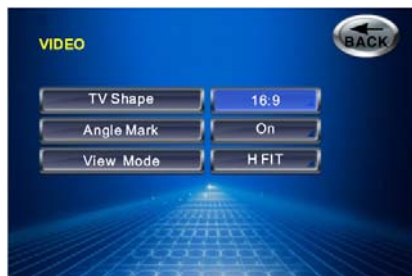 VIDEO
BACK
TV Shape 16:9
Angle Mark On
View Mode H FIT